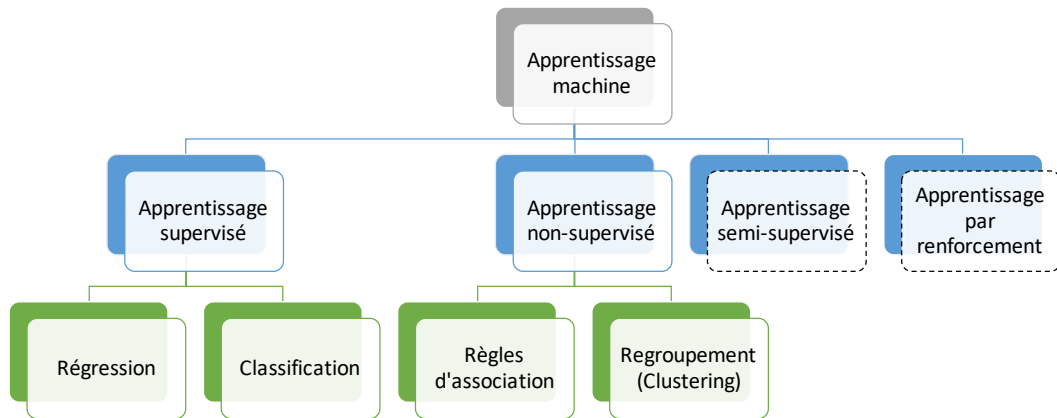 Apprentissage
machine
Apprentissage
supervisé
Apprentissage
non-supervisé
Apprentissage
semi-supervisé
Apprentissage
par
renforcement
Régression
Classification
Règles
d'association
Regroupement
(Clustering)